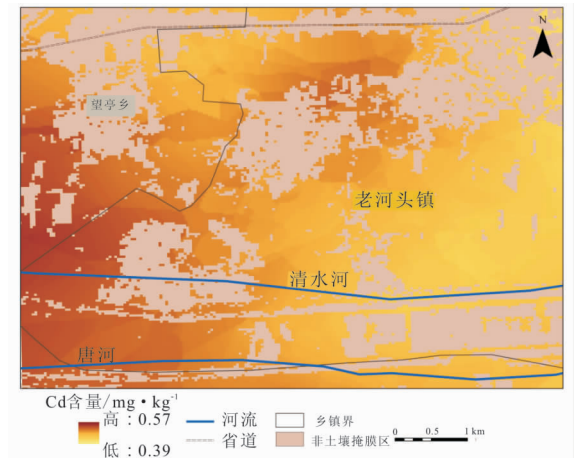 N
望亭乡
老河头镇
清水河
唐河
Cd含量/mg·kg⁻¹
高:0.57
低:0.39
河流
省道
乡镇界
非土壤掩膜区
0 0.5 1 km